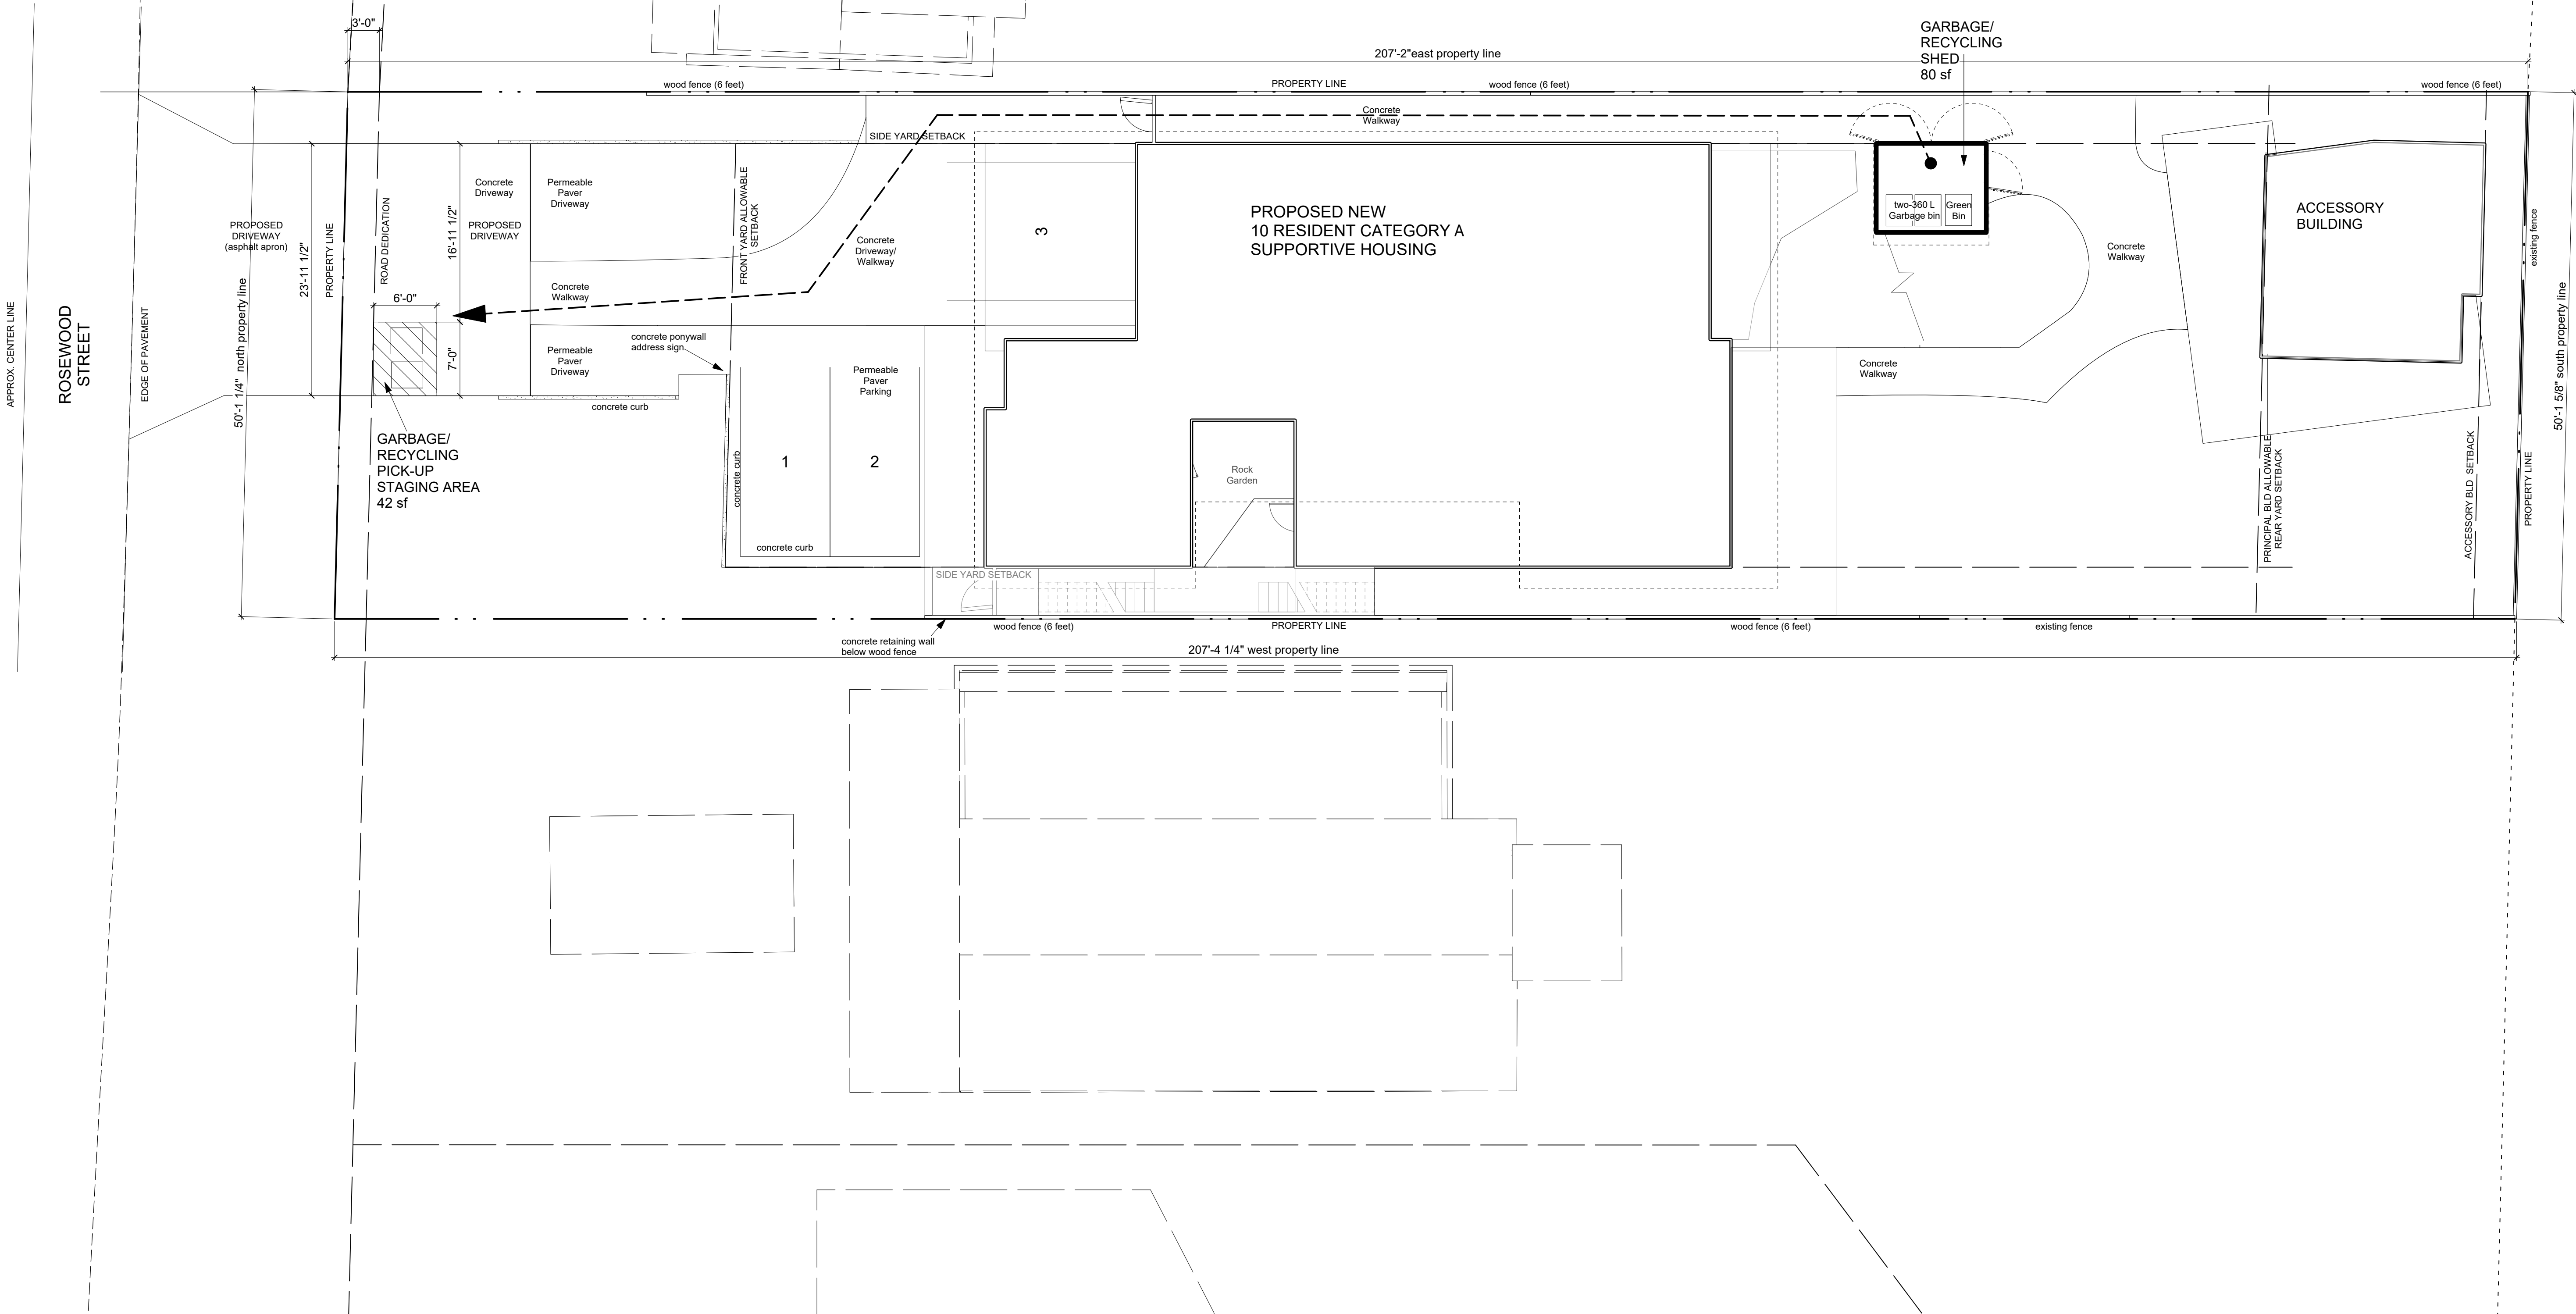 3'-0"
GARBAGE/
RECYCLING
SHED
80 sf
207'-2"east property line
wood fence (6 feet)
PROPERTY LINE
wood fence (6 feet)
wood fence (6 feet)
Concrete
Walkway
SIDE YARD SETBACK
Concrete
Driveway
Permeable
Paver
Driveway
FRONT YARD ALLOWABLE
SETBACK
3
PROPOSED NEW
10 RESIDENT CATEGORY A
SUPPORTIVE HOUSING
two-360 L
Garbage bin
Green
Bin
ACCESSORY
BUILDING
PROPOSED
DRIVEWAY
(asphalt apron)
23'-11 1/2"
PROPERTY LINE
ROAD DEDICATION
16'-11 1/2"
PROPOSED
DRIVEWAY
Concrete
Driveway/
Walkway
Concrete
Walkway
existing fence
Concrete
Walkway
6'-0"
APPROX. CENTER LINE
ROSEWOOD
STREET
EDGE OF PAVEMENT
50'-1 1/4" north property line
7'-0"
Permeable
Paver
Driveway
concrete ponywall
address sign
Permeable
Paver
Parking
Concrete
Walkway
50'-1 5/8" south property line
concrete curb
GARBAGE/
RECYCLING
PICK-UP
STAGING AREA
42 sf
concrete curb
1
2
Rock
Garden
PRINCIPAL BLD ALLOWABLE
REAR YARD SETBACK
ACCESSORY BLD SETBACK
PROPERTY LINE
concrete curb
SIDE YARD SETBACK
wood fence (6 feet)
PROPERTY LINE
wood fence (6 feet)
existing fence
concrete retaining wall
below wood fence
207'-4 1/4" west property line